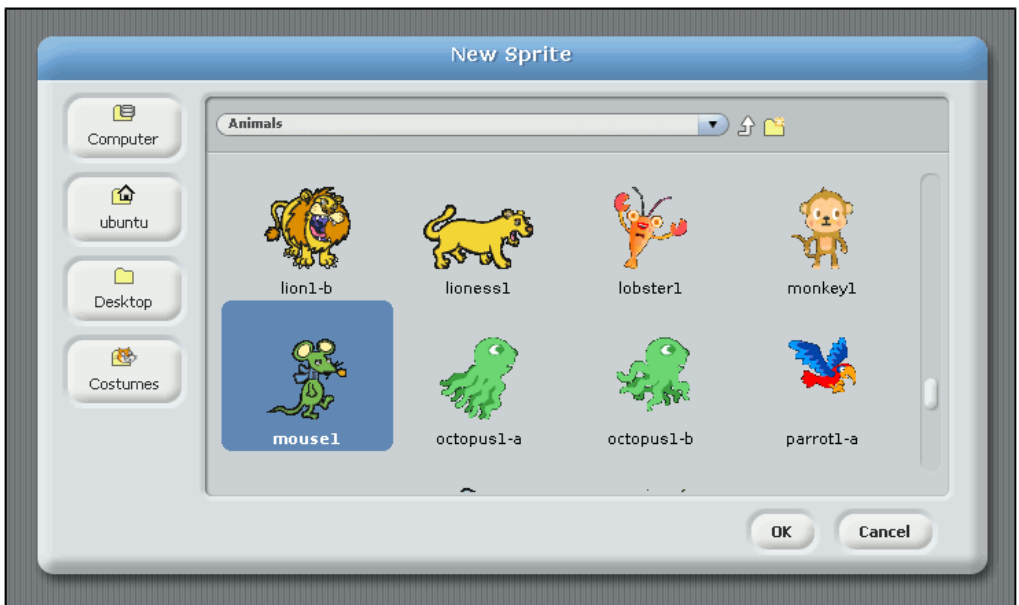 New Sprite
Computer
ubuntu
Desktop
Costumes
Animals
lion1-b
lioness1
lobster1
monkey1
mouse1
octopus1-a
octopus1-b
parrot1-a
OK
Cancel